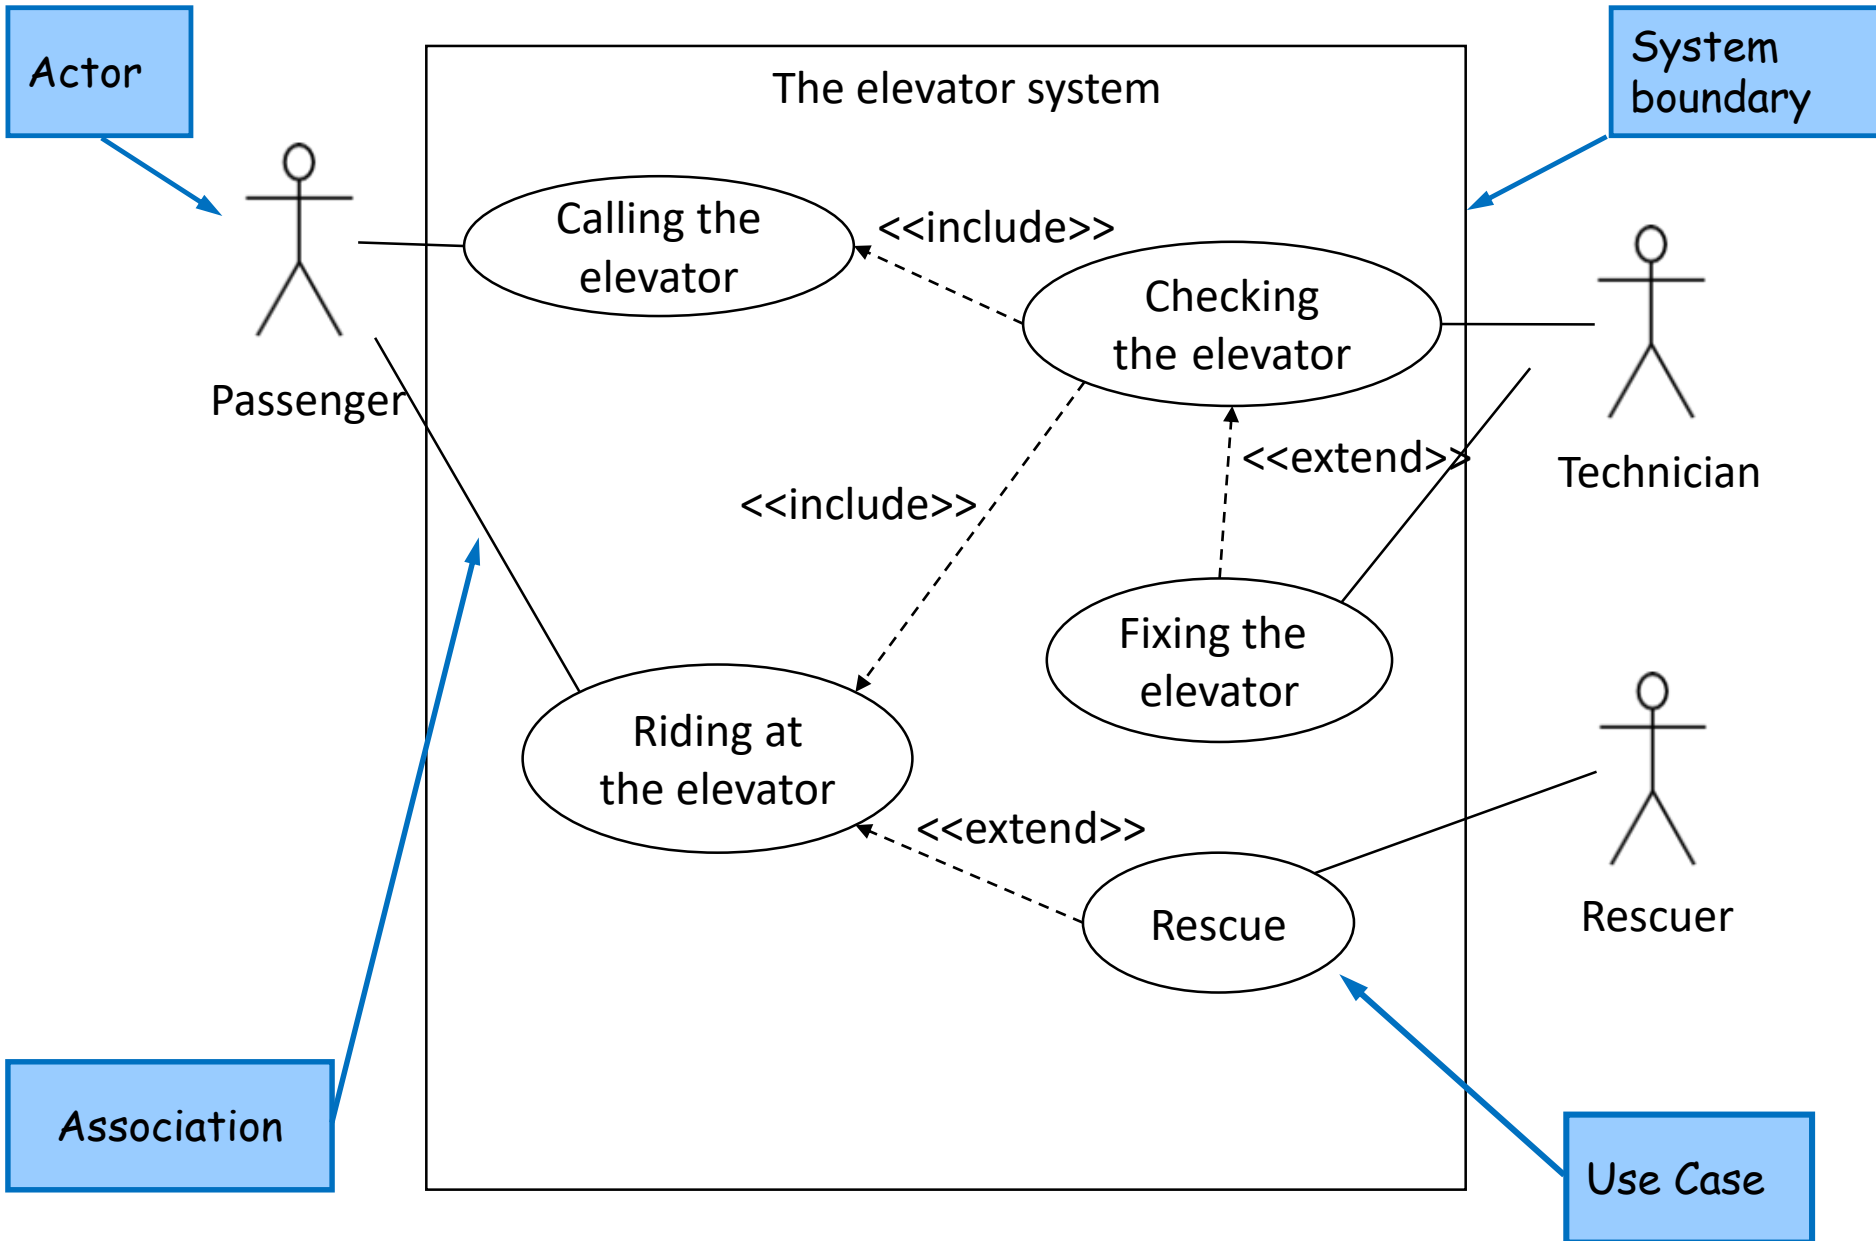 Actor
System
boundary
The elevator system
Calling the
elevator
<<include>>
Checking
the elevator
Passenger
<<extend>>
Technician
<<include>>
Fixing the
elevator
Riding at
the elevator
<<extend>>
Rescue
Rescuer
Association
Use Case